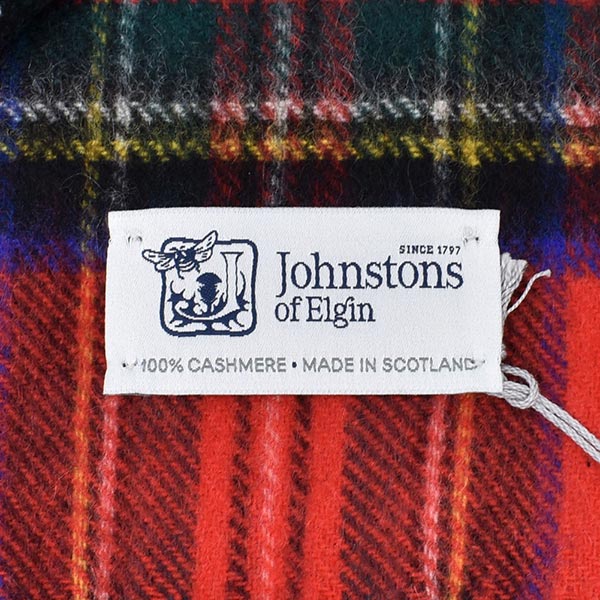 SINCE 1797
Johnstons
of Elgin
100% CASHMERE • MADE IN SCOTLAND